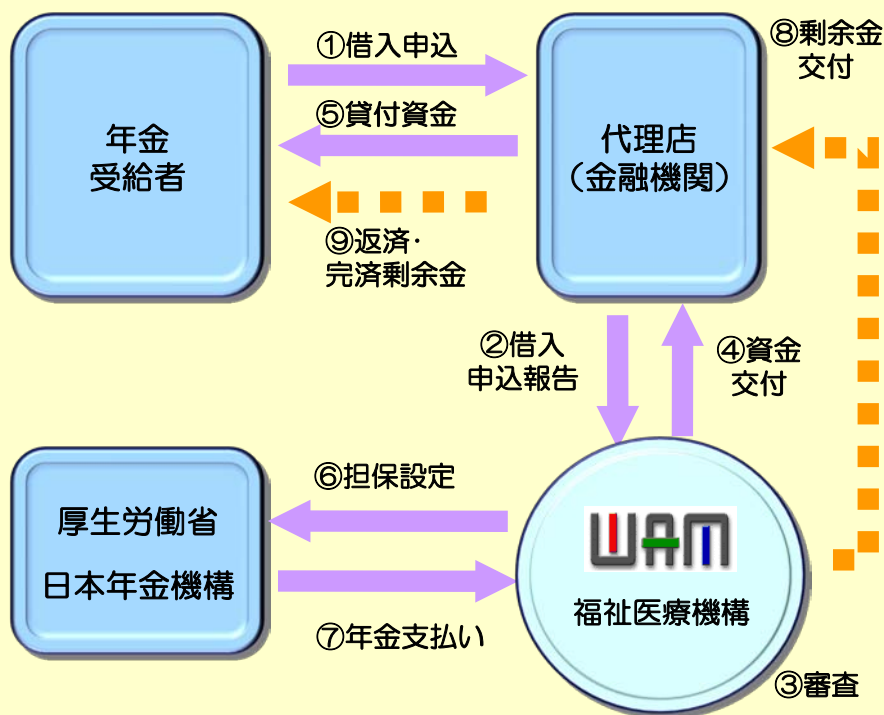 ①借入申込
⑧剰余金
交付
年金
受給者
⑤貸付資金
代理店
（金融機関）
⑨返済・
完済剰余金
②借入
申込報告
④資金
交付
厚生労働省
日本年金機構
⑥担保設定
⑦年金支払い
WAM
福祉医療機構
③審査